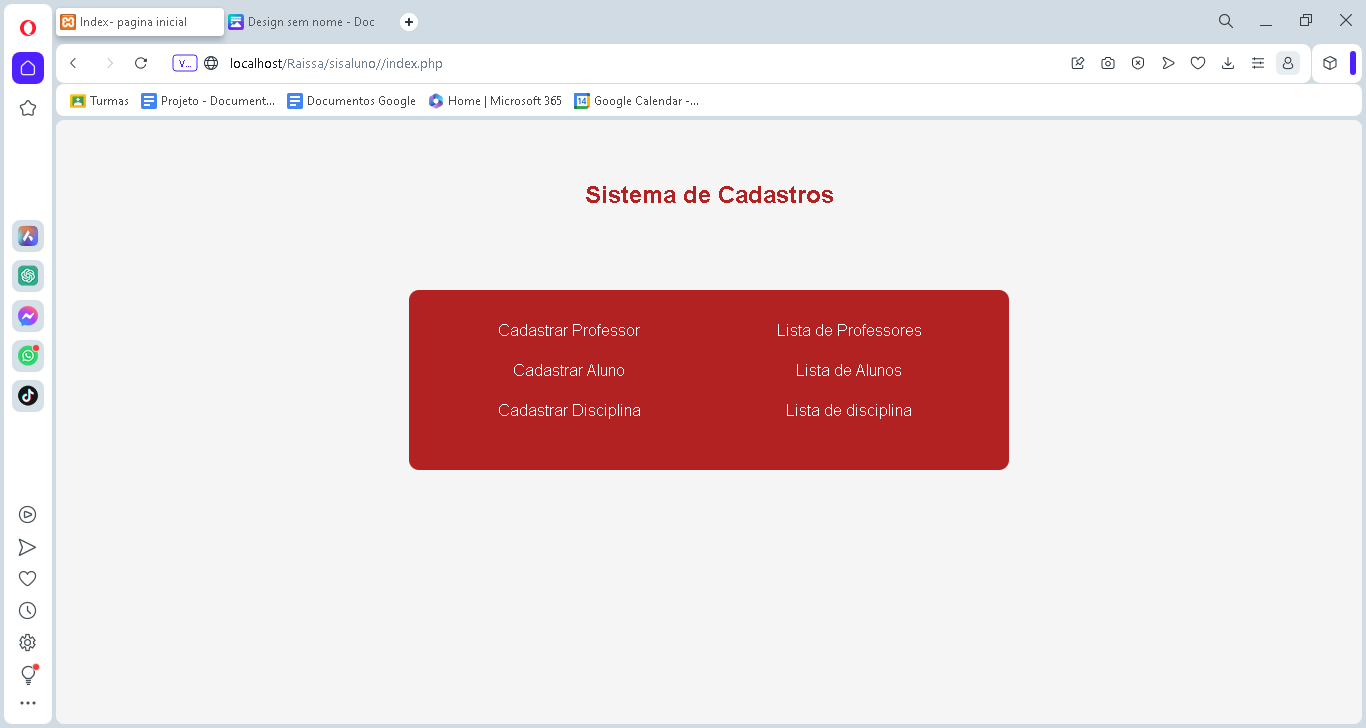 Index- pagina inicial
Design sem nome - Doc
V...
localhost/Raissa/sisaluno//index.php
Turmas
Projeto - Document...
Documentos Google
Home | Microsoft 365
14
Google Calendar -...
Sistema de Cadastros
Cadastrar Professor
Lista de Professores
Cadastrar Aluno
Lista de Alunos
Cadastrar Disciplina
Lista de disciplina